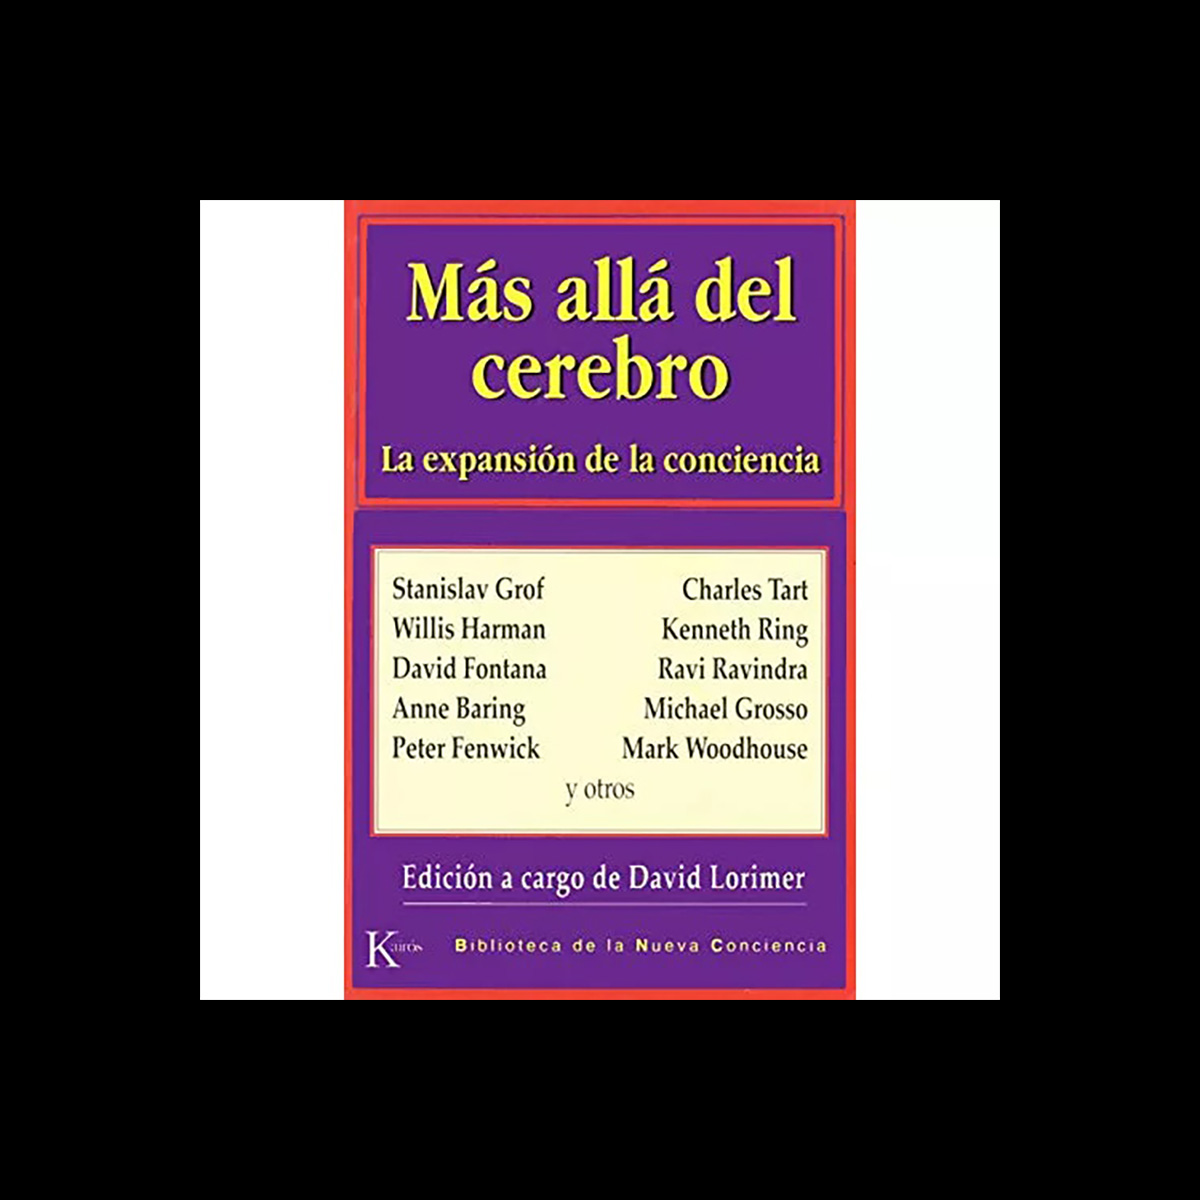 Más allá del
cerebro
La expansión de la conciencia
Stanislav Grof
Willis Harman
David Fontana
Anne Baring
Peter Fenwick
Charles Tart
Kenneth Ring
Ravi Ravindra
Michael Grosso
Mark Woodhouse
y otros
Edición a cargo de David Lorimer
Kairós
Biblioteca de la Nueva Conciencia